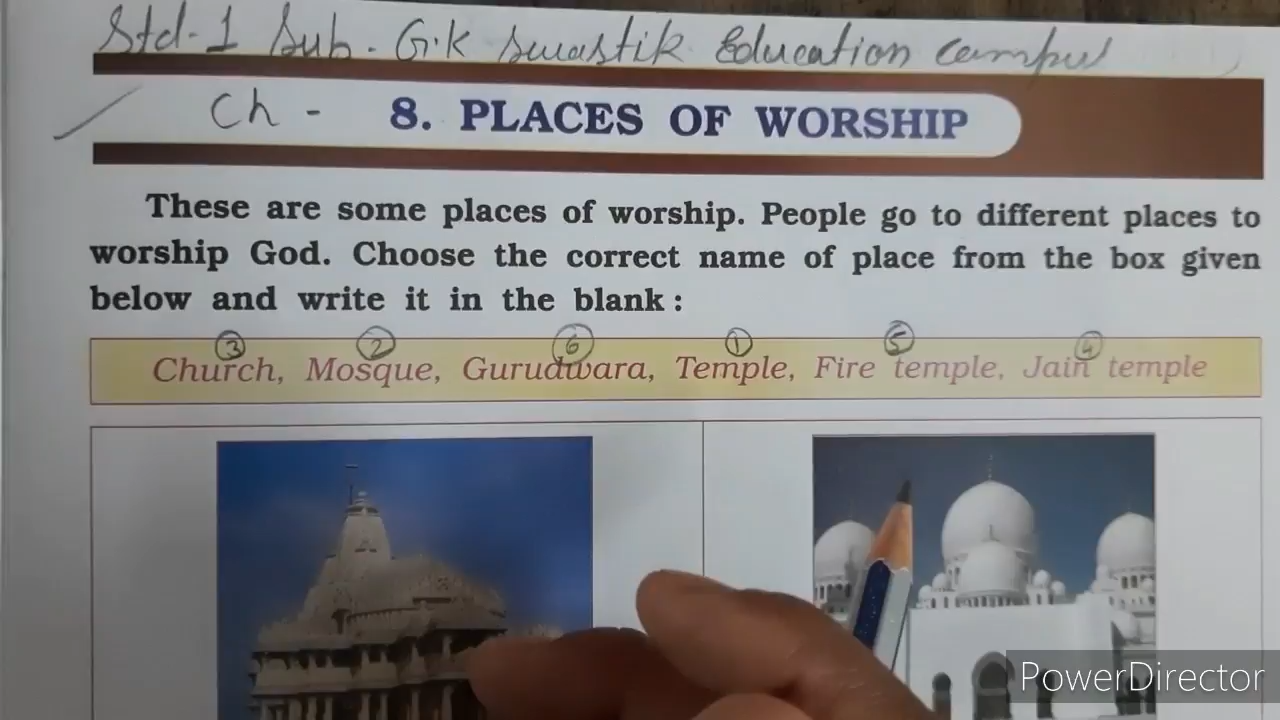 Std-1 Sub. G.K Swastik Education campus
Ch -
8. PLACES OF WORSHIP
These are some places of worship. People go to different places to
worship God. Choose the correct name of place from the box given
below and write it in the blank :
3 2 6 1 5 4
Church, Mosque, Gurudwara, Temple, Fire temple, Jain temple
PowerDirector